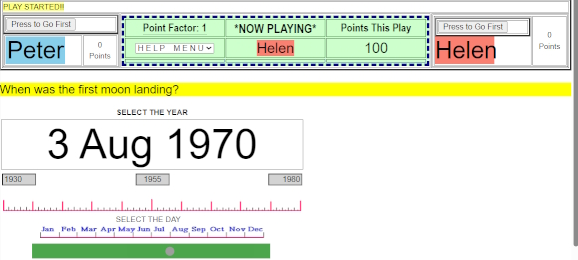 PLAY STARTED!!
Press to Go First
Peter
0
Points
Point Factor: 1
*NOW PLAYING*
Points This Play
HELP MENU
Helen
100
Press to Go First
Helen
0
Points
When was the first moon landing?
SELECT THE YEAR
3 Aug 1970
1930 1955 1980
SELECT THE DAY
Jan Feb Mar Apr May Jun Jul Aug Sep Oct Nov Dec